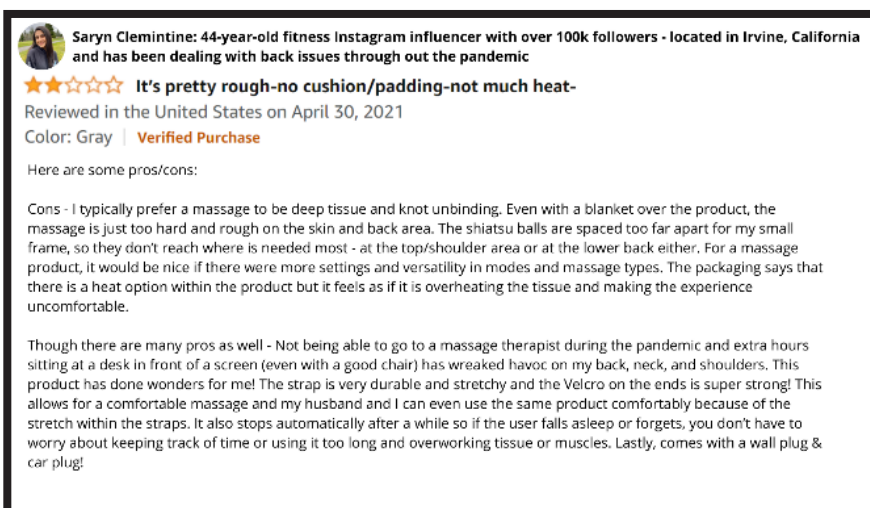 Saryn Clemintine: 44-year-old fitness Instagram influencer with over 100k followers - located in Irvine, California
and has been dealing with back issues through out the pandemic
It's pretty rough-no cushion/padding-not much heat-
Reviewed in the United States on April 30, 2021
Color: Gray | Verified Purchase
Here are some pros/cons:
Cons - I typically prefer a massage to be deep tissue and knot unbinding. Even with a blanket over the product, the
massage is just too hard and rough on the skin and back area. The shiatsu balls are spaced too far apart for my small
frame, so they don't reach where is needed most - at the top/shoulder area or at the lower back either. For a massage
product, it would be nice if there were more settings and versatility in modes and massage types. The packaging says that
there is a heat option within the product but it feels as if it is overheating the tissue and making the experience
uncomfortable.
Though there are many pros as well - Not being able to go to a massage therapist during the pandemic and extra hours
sitting at a desk in front of a screen (even with a good chair) has wreaked havoc on my back, neck, and shoulders. This
product has done wonders for me! The strap is very durable and stretchy and the Velcro on the ends is super strong! This
allows for a comfortable massage and my husband and I can even use the same product comfortably because of the
stretch within the straps. It also stops automatically after a while so if the user falls asleep or forgets, you don't have to
worry about keeping track of time or using it too long and overworking tissue or muscles. Lastly, comes with a wall plug &
car plug!